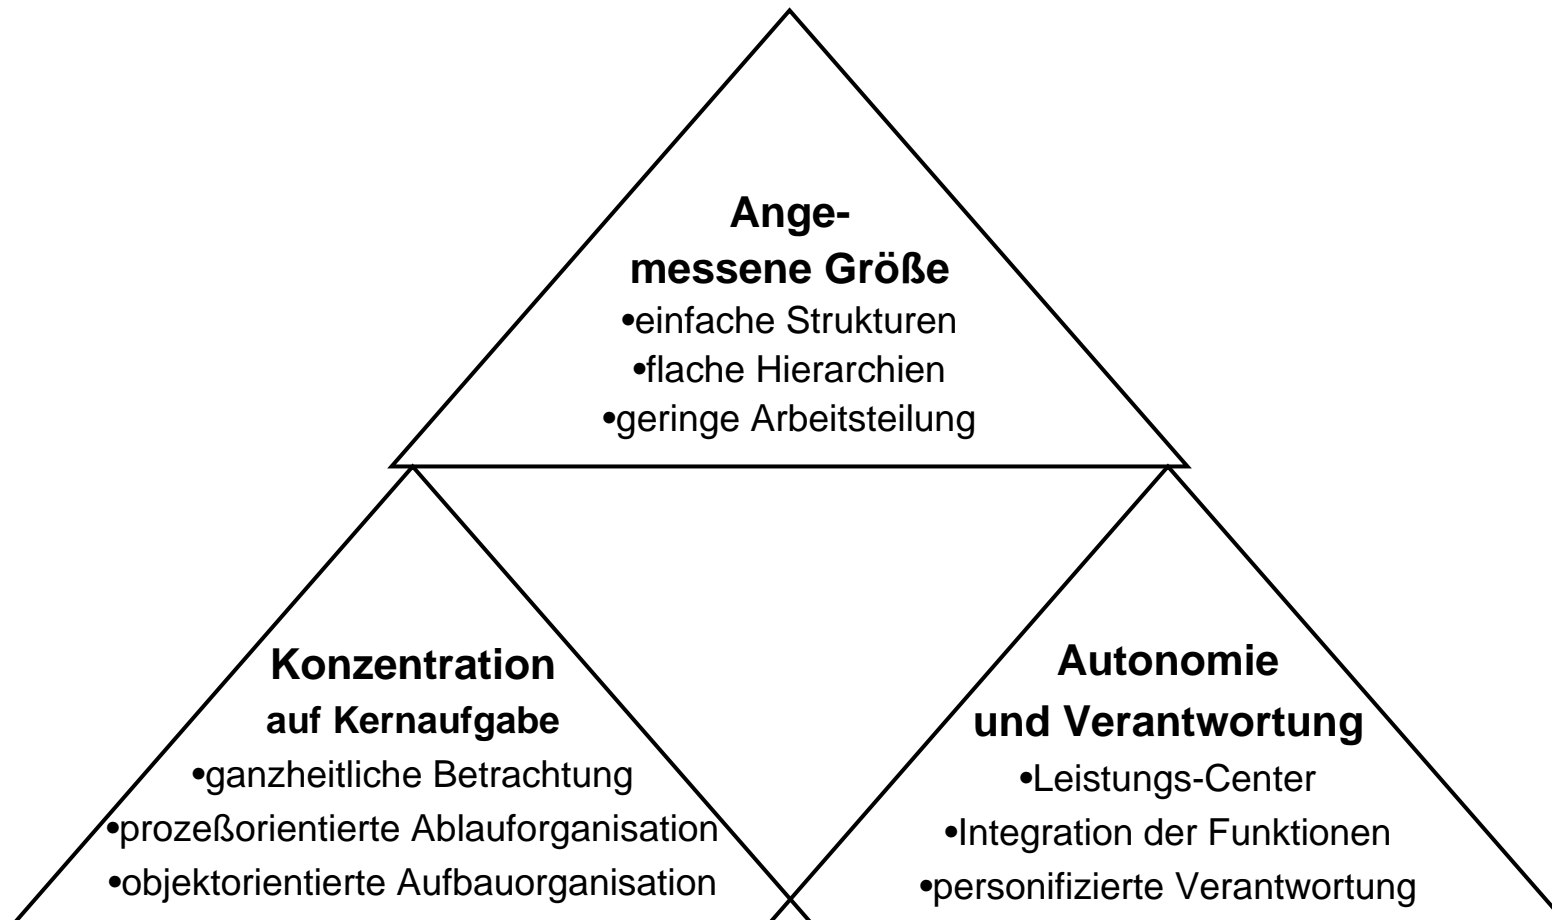 Ange-
messene Größe
•einfache Strukturen
•flache Hierarchien
•geringe Arbeitsteilung
Konzentration
auf Kernaufgabe
•ganzheitliche Betrachtung
•prozeßorientierte Ablauforganisation
•objektorientierte Aufbauorganisation
Autonomie
und Verantwortung
•Leistungs-Center
•Integration der Funktionen
•personifizierte Verantwortung